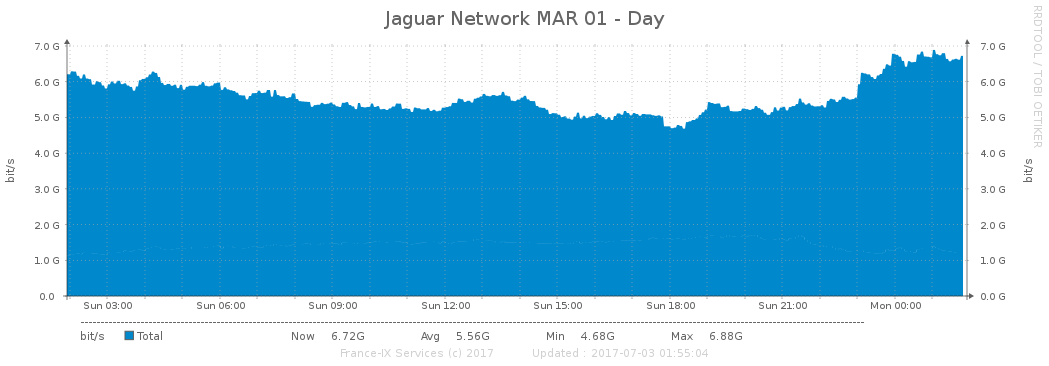 Jaguar Network MAR 01 - Day
RRDTOOL / TOBI OETIKER
7.0 G 7.0 G
6.0 G 6.0 G
5.0 G 5.0 G
4.0 G 4.0 G
3.0 G 3.0 G
2.0 G 2.0 G
1.0 G 1.0 G
0.0 0.0 G
bit/s bit/s
Sun 03:00 Sun 06:00 Sun 09:00 Sun 12:00 Sun 15:00 Sun 18:00 Sun 21:00 Mon 00:00
bit/s Total Now 6.72G Avg 5.56G Min 4.68G Max 6.88G
France-IX Services (c) 2017 Updated : 2017-07-03 01:55:04